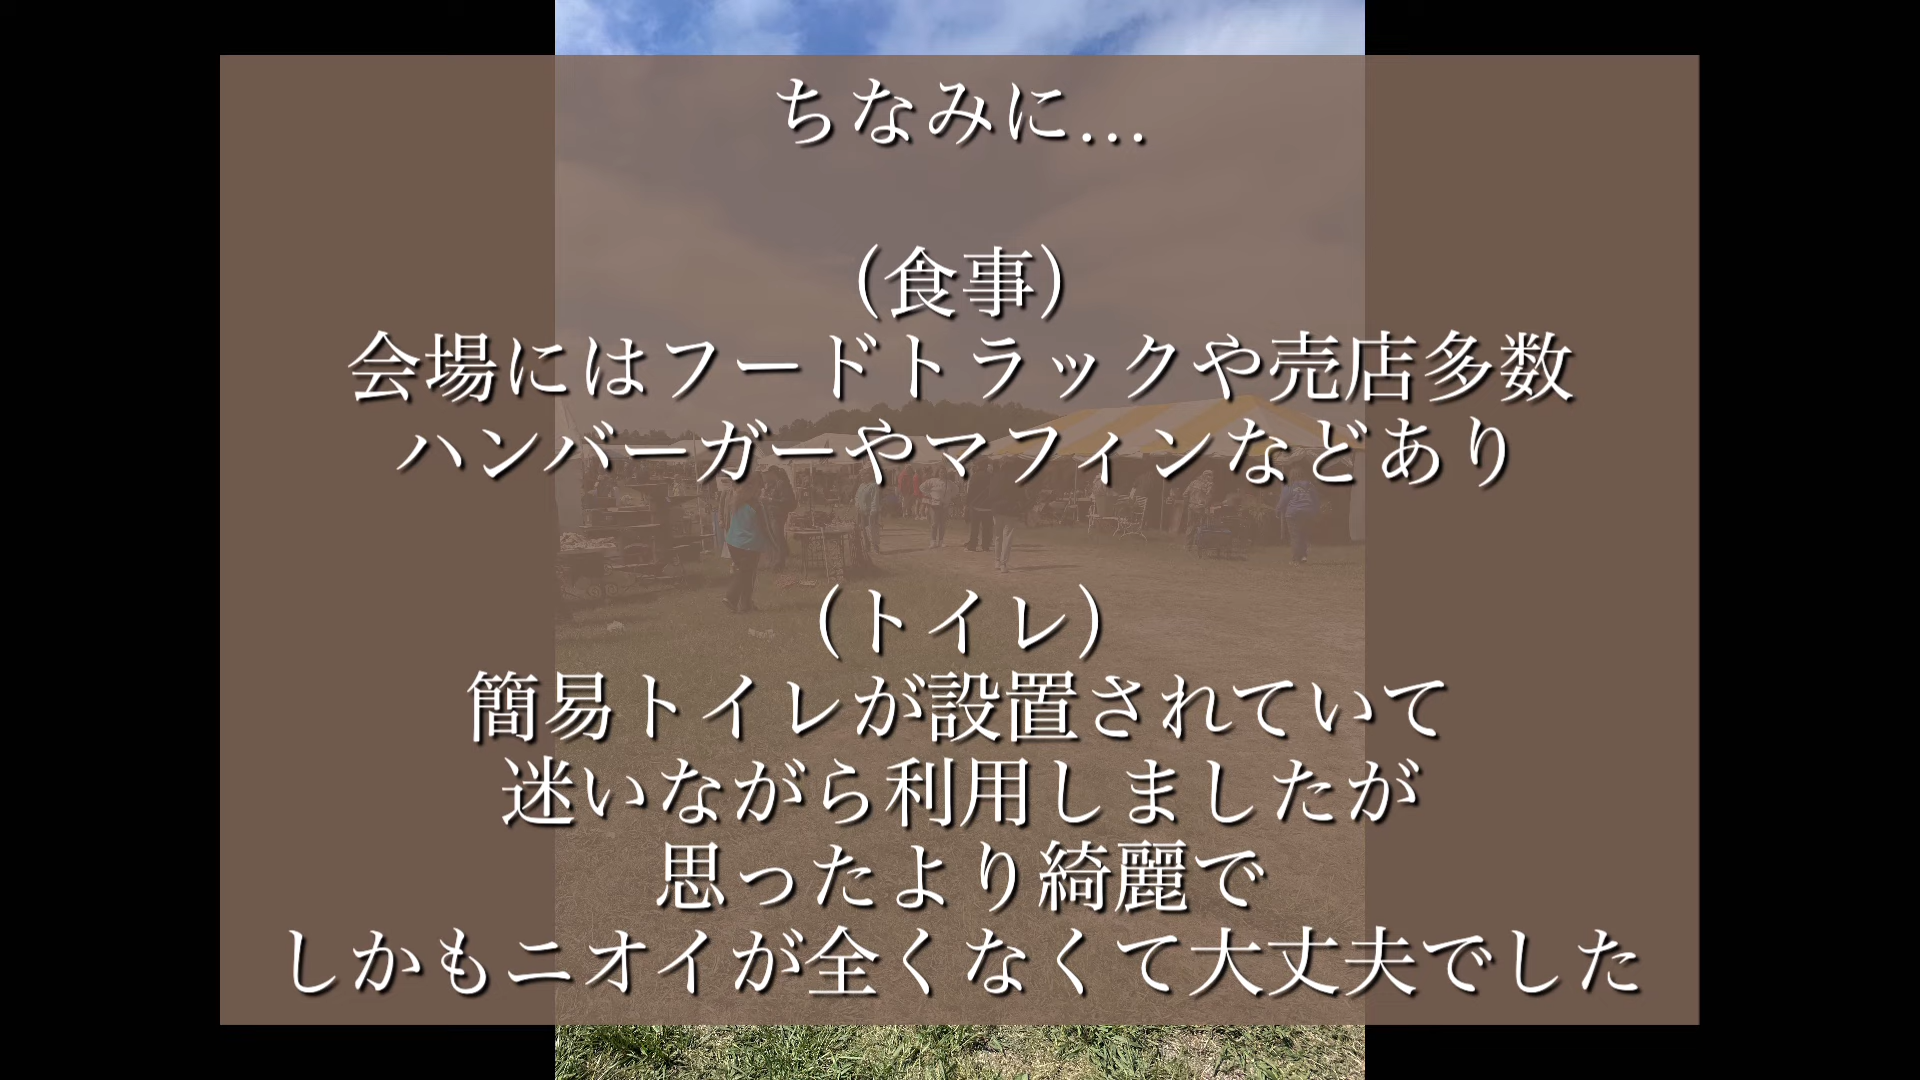 ちなみに...
（食事）
会場にはフードトラックや売店多数
ハンバーガーやマフィンなどあり
（トイレ）
簡易トイレが設置されていて
迷いながら利用しましたが
思ったより綺麗で
しかもニオイが全くなくて大丈夫でした